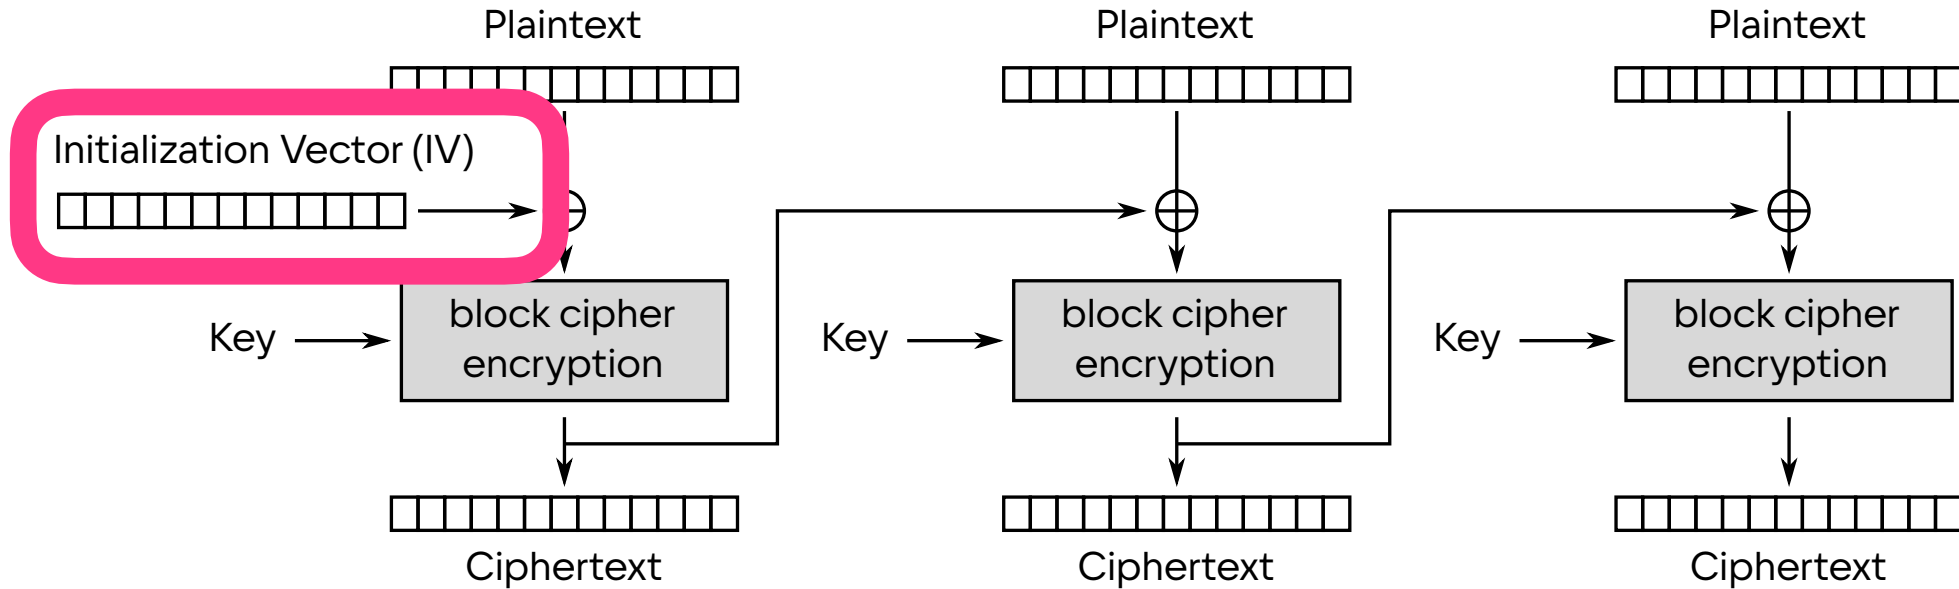 Plaintext
Plaintext
Plaintext
Initialization Vector (IV)
Key
block cipher
encryption
Key
block cipher
encryption
Key
block cipher
encryption
Ciphertext
Ciphertext
Ciphertext